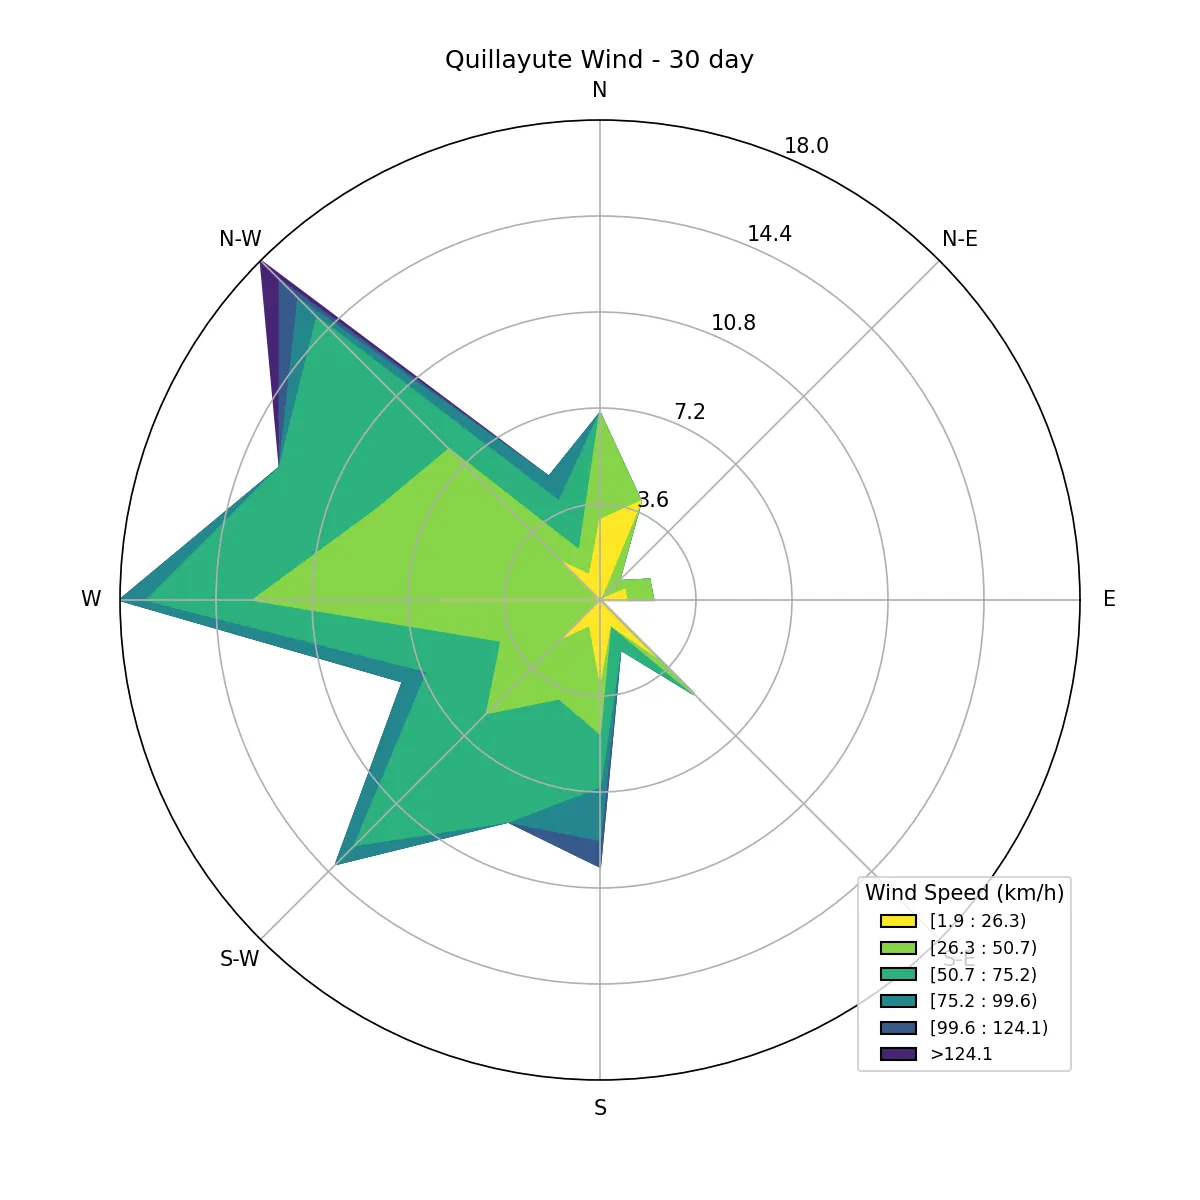 Quillayute Wind - 30 day
N
18.0
N-W
14.4
N-E
10.8
7.2
3.6
W
E
S-W
S-E
S
Wind Speed (km/h)
[1.9 : 26.3)
[26.3 : 50.7)
[50.7 : 75.2)
[75.2 : 99.6)
[99.6 : 124.1)
>124.1